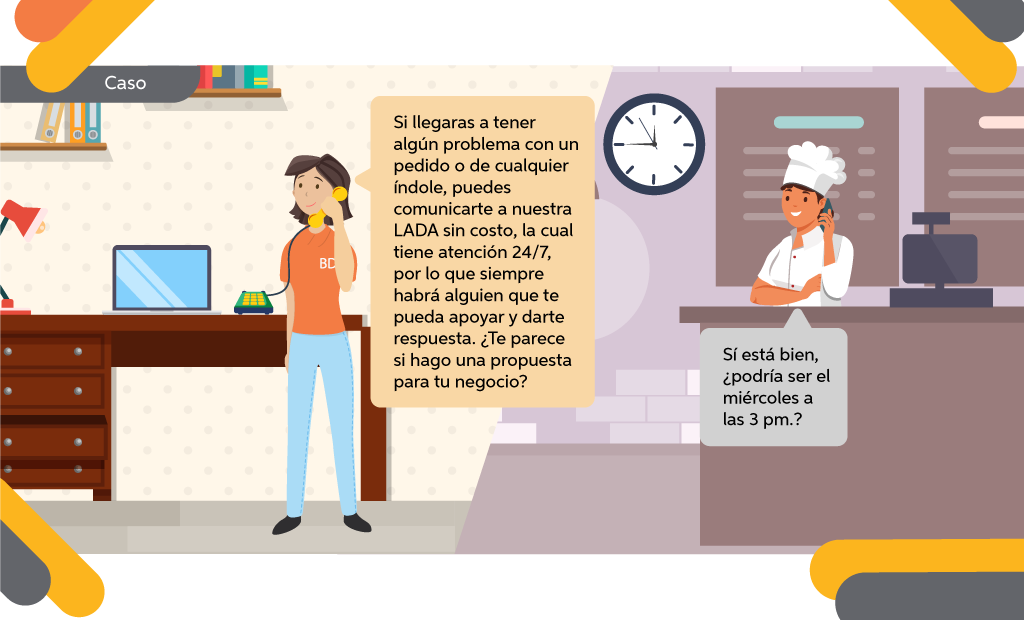 Caso
Si llegaras a tener
algún problema con un
pedido o de cualquier
índole, puedes
comunicarte a nuestra
LADA sin costo, la cual
tiene atención 24/7,
por lo que siempre
habrá alguien que te
pueda apoyar y darte
respuesta. ¿Te parece
si hago una propuesta
para tu negocio?
BD
Sí está bien,
¿podría ser el
miércoles a
las 3 pm.?